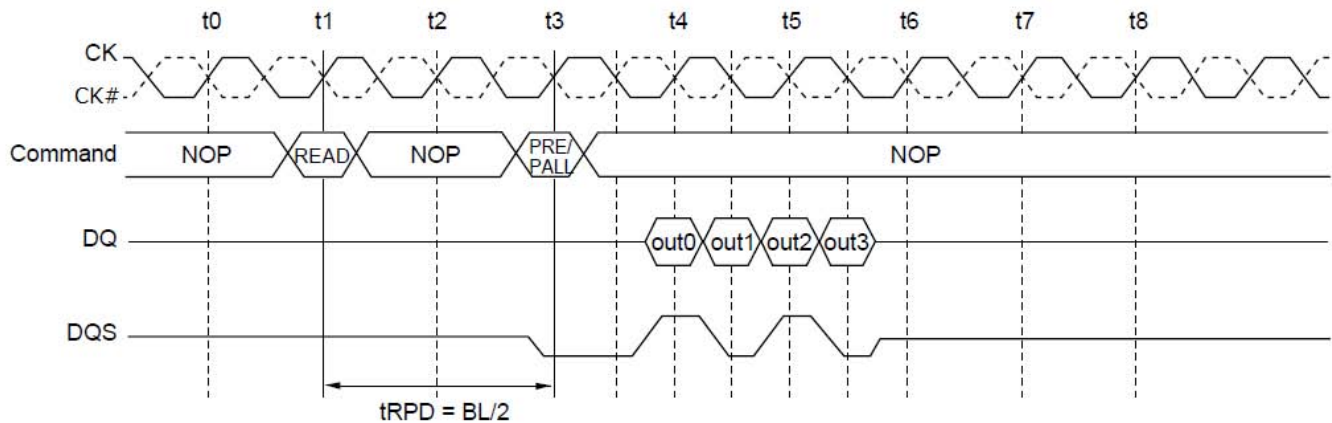 t0 t1 t2 t3 t4 t5 t6 t7 t8
CK
CK#
Command NOP READ NOP PRE/ PALL NOP
DQ out0 out1 out2 out3
DQS
tRPD = BL/2